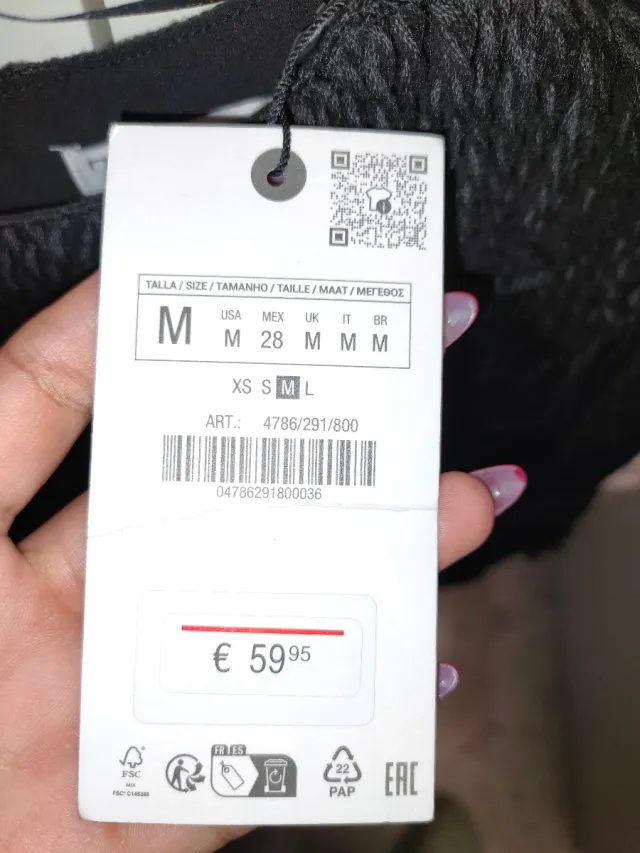 TALLA / SIZE / TAMANHO / TAILLE / MAAT / ΜΕΓΕΘΟΣ
M
USA MEX UK IT BR
M 28 M M M
XS S M L
ART.: 4786/291/800
04786291800036
€ 59 95
FR ES
FSC
MIX
22
PAP
EAC